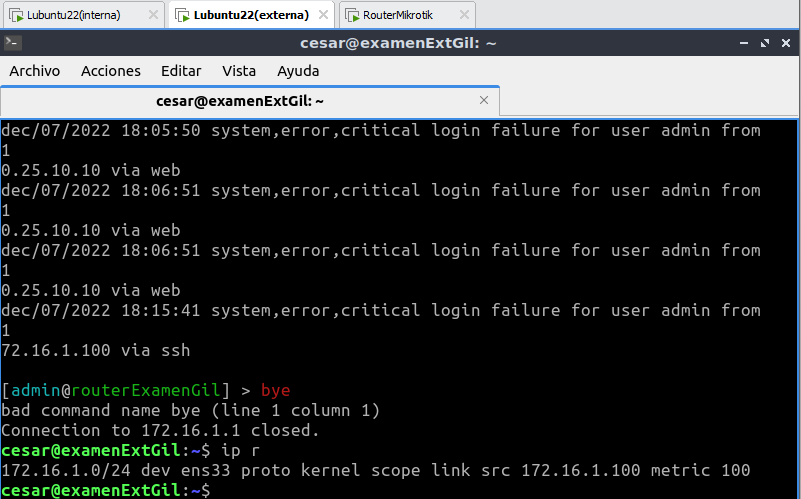 Lubuntu22(interna) Lubuntu22(externa) RouterMikrotik
cesar@examenExtGil: ~
Archivo Acciones Editar Vista Ayuda
cesar@examenExtGil: ~
dec/07/2022 18:05:50 system,error,critical login failure for user admin from
1
0.25.10.10 via web
dec/07/2022 18:06:51 system,error,critical login failure for user admin from
1
0.25.10.10 via web
dec/07/2022 18:06:51 system,error,critical login failure for user admin from
1
0.25.10.10 via web
dec/07/2022 18:15:41 system,error,critical login failure for user admin from
1
72.16.1.100 via ssh
[admin@routerExamenGil] > bye
bad command name bye (line 1 column 1)
Connection to 172.16.1.1 closed.
cesar@examenExtGil:~$ ip r
172.16.1.0/24 dev ens33 proto kernel scope link src 172.16.1.100 metric 100
cesar@examenExtGil:~$